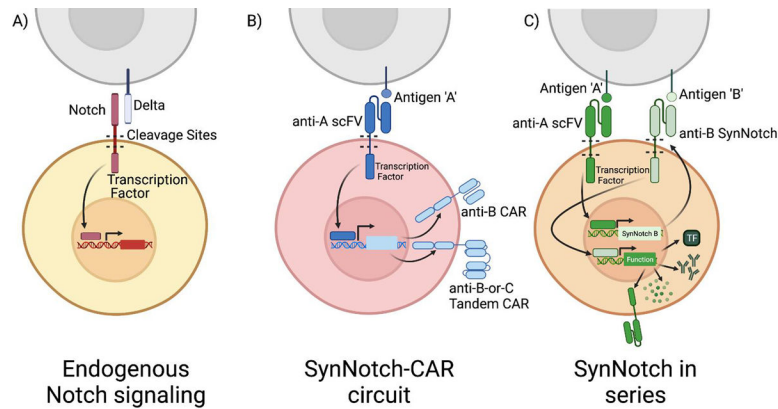 A)
Notch
Delta
Cleavage Sites
Transcription
Factor
Endogenous
Notch signaling
B)
Antigen 'A'
anti-A scFV
Transcription
Factor
anti-B CAR
anti-B-or-C
Tandem CAR
SynNotch-CAR
circuit
C)
Antigen 'A'
Antigen 'B'
anti-A scFV
anti-B SynNotch
Transcription
Factor
SynNotch B
TF
Function
SynNotch in
series